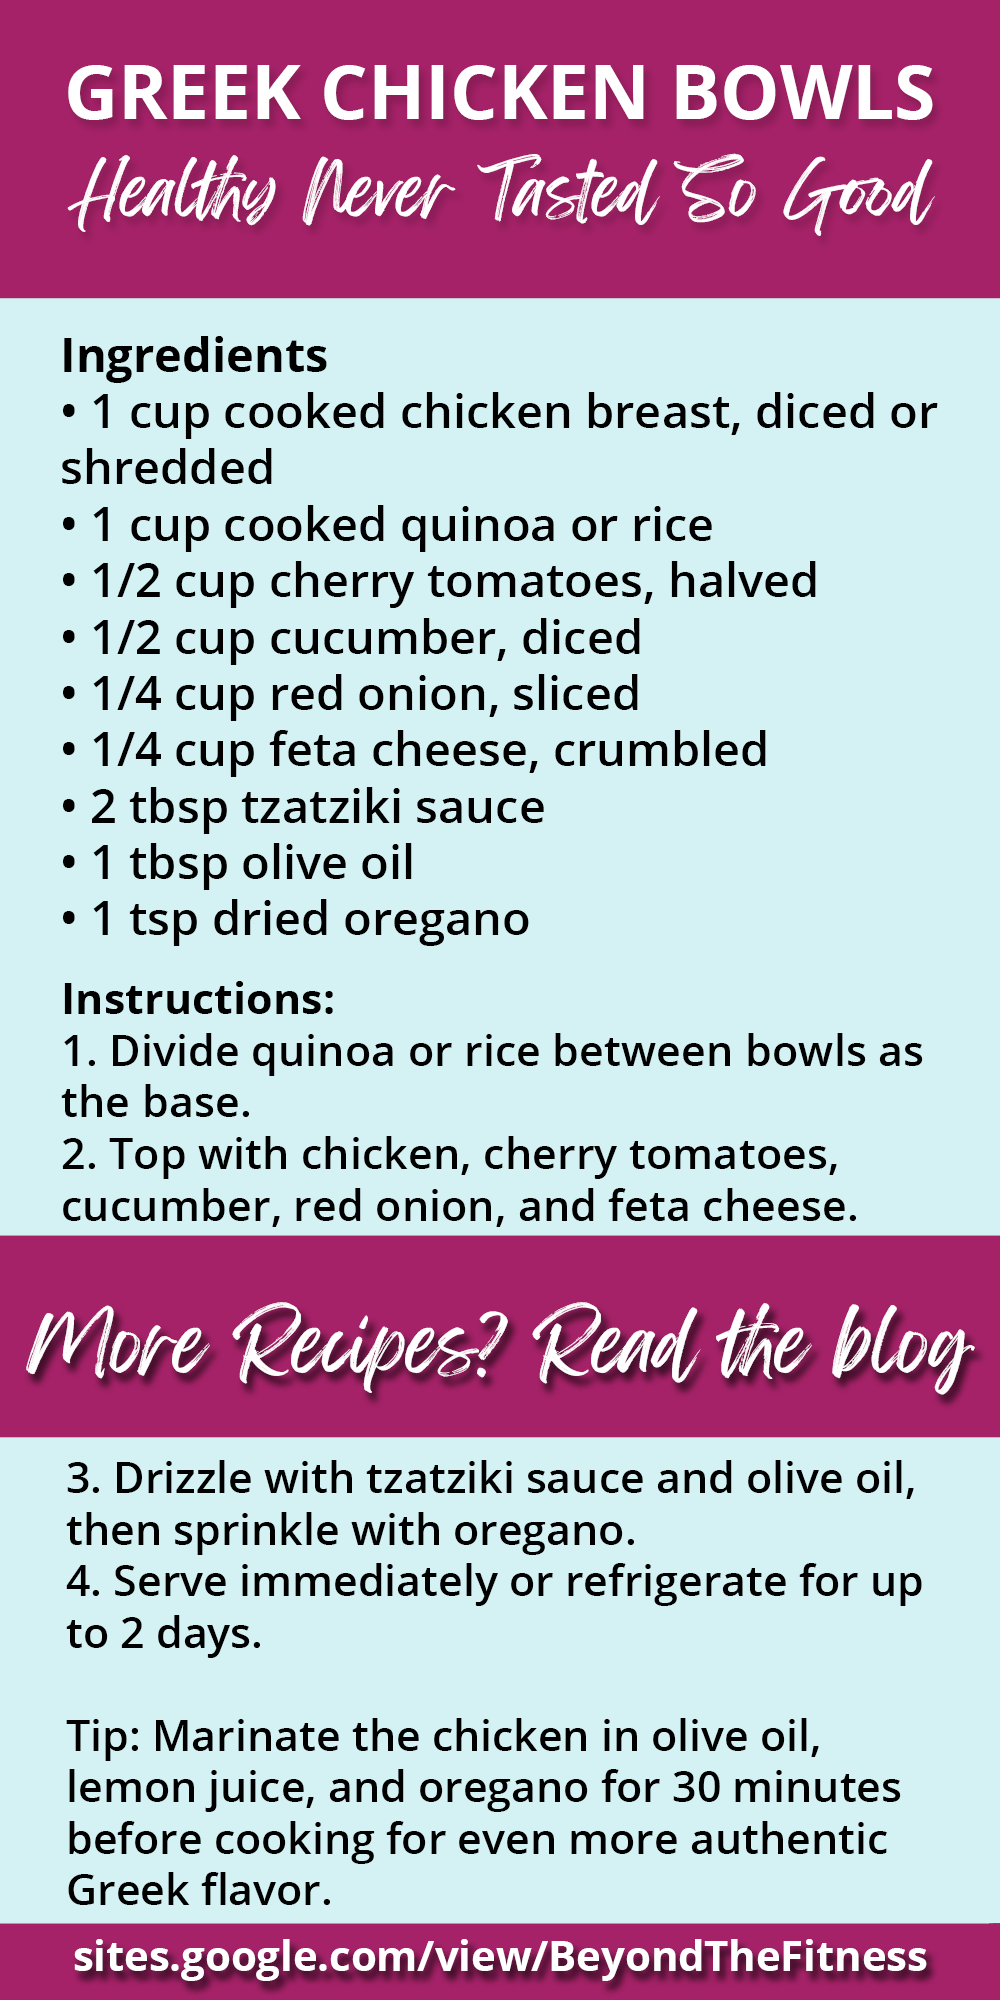 GREEK CHICKEN BOWLS
Healthy Never Tasted So Good
Ingredients
• 1 cup cooked chicken breast, diced or
shredded
• 1 cup cooked quinoa or rice
• 1/2 cup cherry tomatoes, halved
• 1/2 cup cucumber, diced
• 1/4 cup red onion, sliced
• 1/4 cup feta cheese, crumbled
• 2 tbsp tzatziki sauce
• 1 tbsp olive oil
• 1 tsp dried oregano
Instructions:
1. Divide quinoa or rice between bowls as
the base.
2. Top with chicken, cherry tomatoes,
cucumber, red onion, and feta cheese.
More Recipes? Read the blog
3. Drizzle with tzatziki sauce and olive oil,
then sprinkle with oregano.
4. Serve immediately or refrigerate for up
to 2 days.
Tip: Marinate the chicken in olive oil,
lemon juice, and oregano for 30 minutes
before cooking for even more authentic
Greek flavor.
sites.google.com/view/BeyondTheFitness